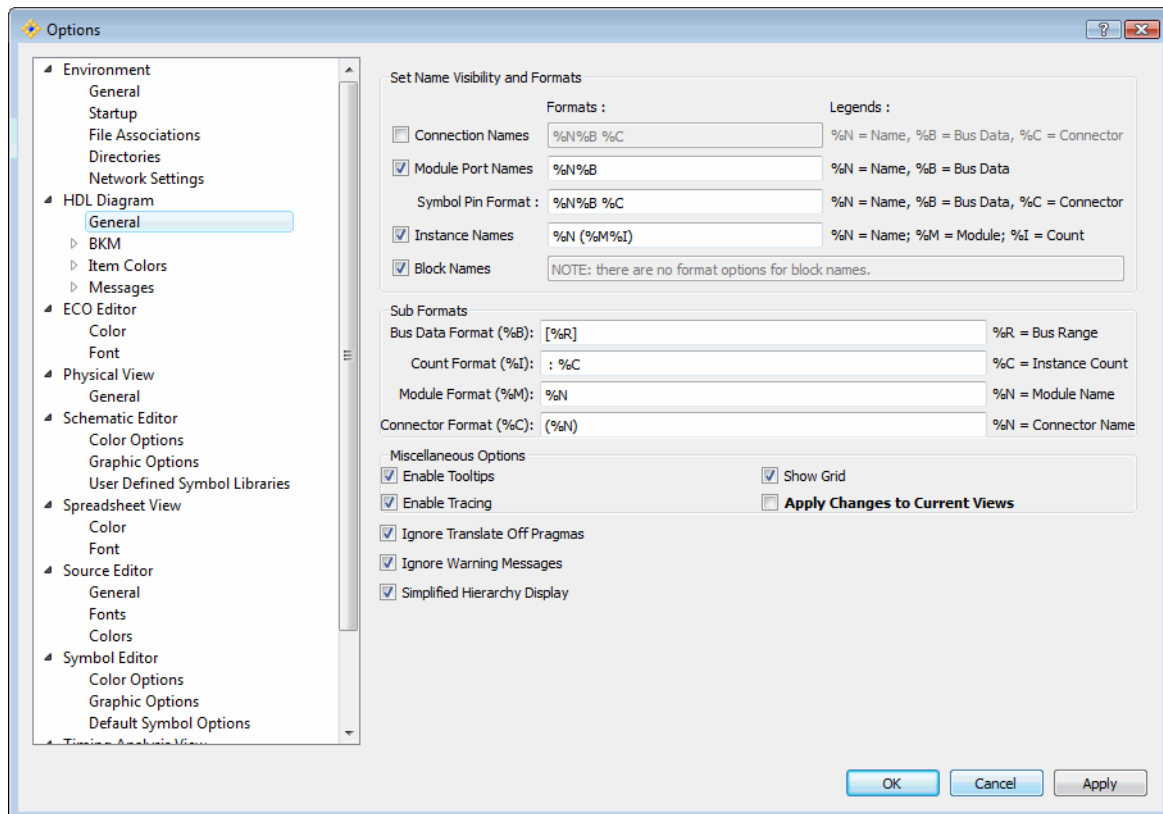 Options
Environment
General
Startup
File Associations
Directories
Network Settings
HDL Diagram
General
BKM
Item Colors
Messages
ECO Editor
Color
Font
Physical View
General
Schematic Editor
Color Options
Graphic Options
User Defined Symbol Libraries
Spreadsheet View
Color
Font
Source Editor
General
Fonts
Colors
Symbol Editor
Color Options
Graphic Options
Default Symbol Options
Timing Analysis View
Set Name Visibility and Formats
Formats : Legends :
Connection Names %N%B %C %N = Name, %B = Bus Data, %C = Connector
Module Port Names %N%B %N = Name, %B = Bus Data
Symbol Pin Format : %N%B %C %N = Name, %B = Bus Data, %C = Connector
Instance Names %N (%M%I) %N = Name; %M = Module; %I = Count
Block Names NOTE: there are no format options for block names.
Sub Formats
Bus Data Format (%B): [%R] %R = Bus Range
Count Format (%I): : %C %C = Instance Count
Module Format (%M): %N %N = Module Name
Connector Format (%C): (%N) %N = Connector Name
Miscellaneous Options
Enable Tooltips Show Grid
Enable Tracing Apply Changes to Current Views
Ignore Translate Off Pragmas
Ignore Warning Messages
Simplified Hierarchy Display
OK Cancel Apply